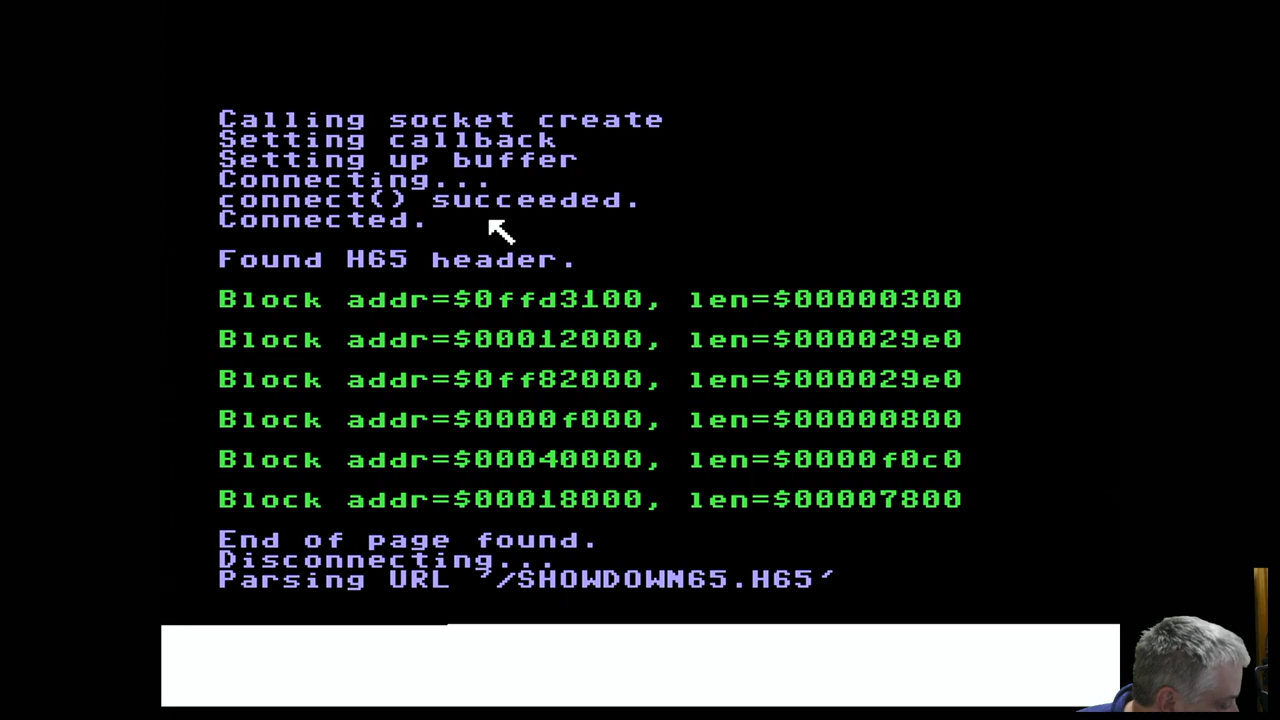 Calling socket create
Setting callback
Setting up buffer
Connecting...
connect() succeeded.
Connected.
Found H65 header.
Block addr=$0ffd3100, len=$00000300
Block addr=$00012000, len=$000029e0
Block addr=$0ff82000, len=$000029e0
Block addr=$0000f000, len=$00000800
Block addr=$00040000, len=$0000f0c0
Block addr=$00018000, len=$00007800
End of page found.
Disconnecting...
Parsing URL '/SHOWDOWN65.H65'